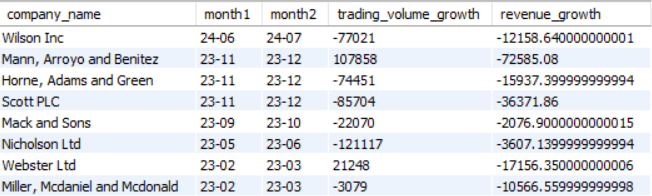 company_name month1 month2 trading_volume_growth revenue_growth
Wilson Inc 24-06 24-07 -77021 -12158.640000000001
Mann, Arroyo and Benitez 23-11 23-12 107858 -72585.08
Horne, Adams and Green 23-11 23-12 -74451 -15937.399999999994
Scott PLC 23-11 23-12 -85704 -36371.86
Mack and Sons 23-09 23-10 -22070 -2076.9000000000015
Nicholson Ltd 23-05 23-06 -121117 -3607.1399999999994
Webster Ltd 23-02 23-03 21248 -17156.350000000006
Miller, Mcdaniel and Mcdonald 23-02 23-03 -3079 -10566.559999999998